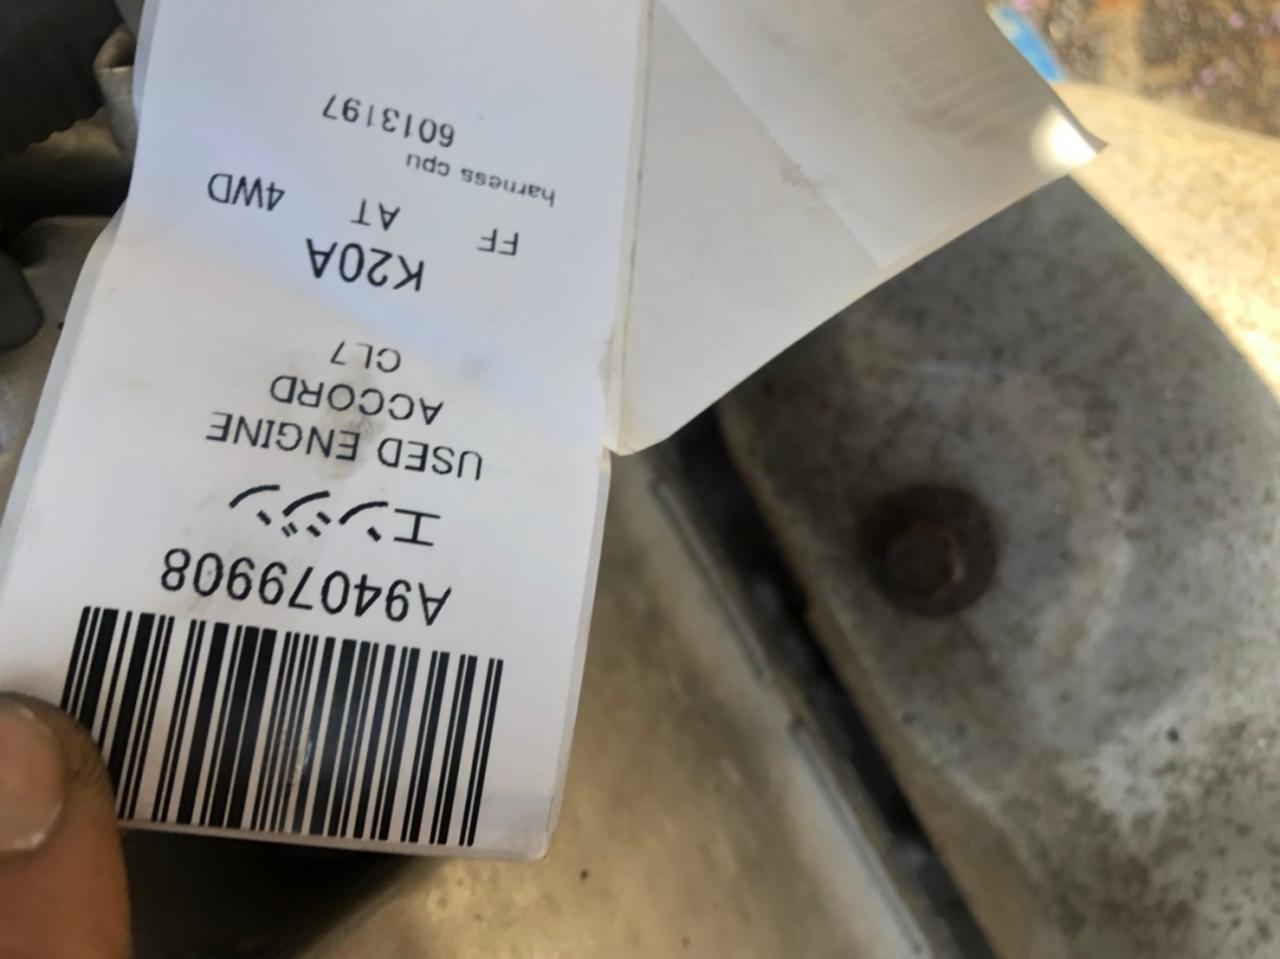 A94079908
エンジン
USED ENGINE
ACCORD
CL7
K20A
FF AT 4WD
harness cpu
6013197